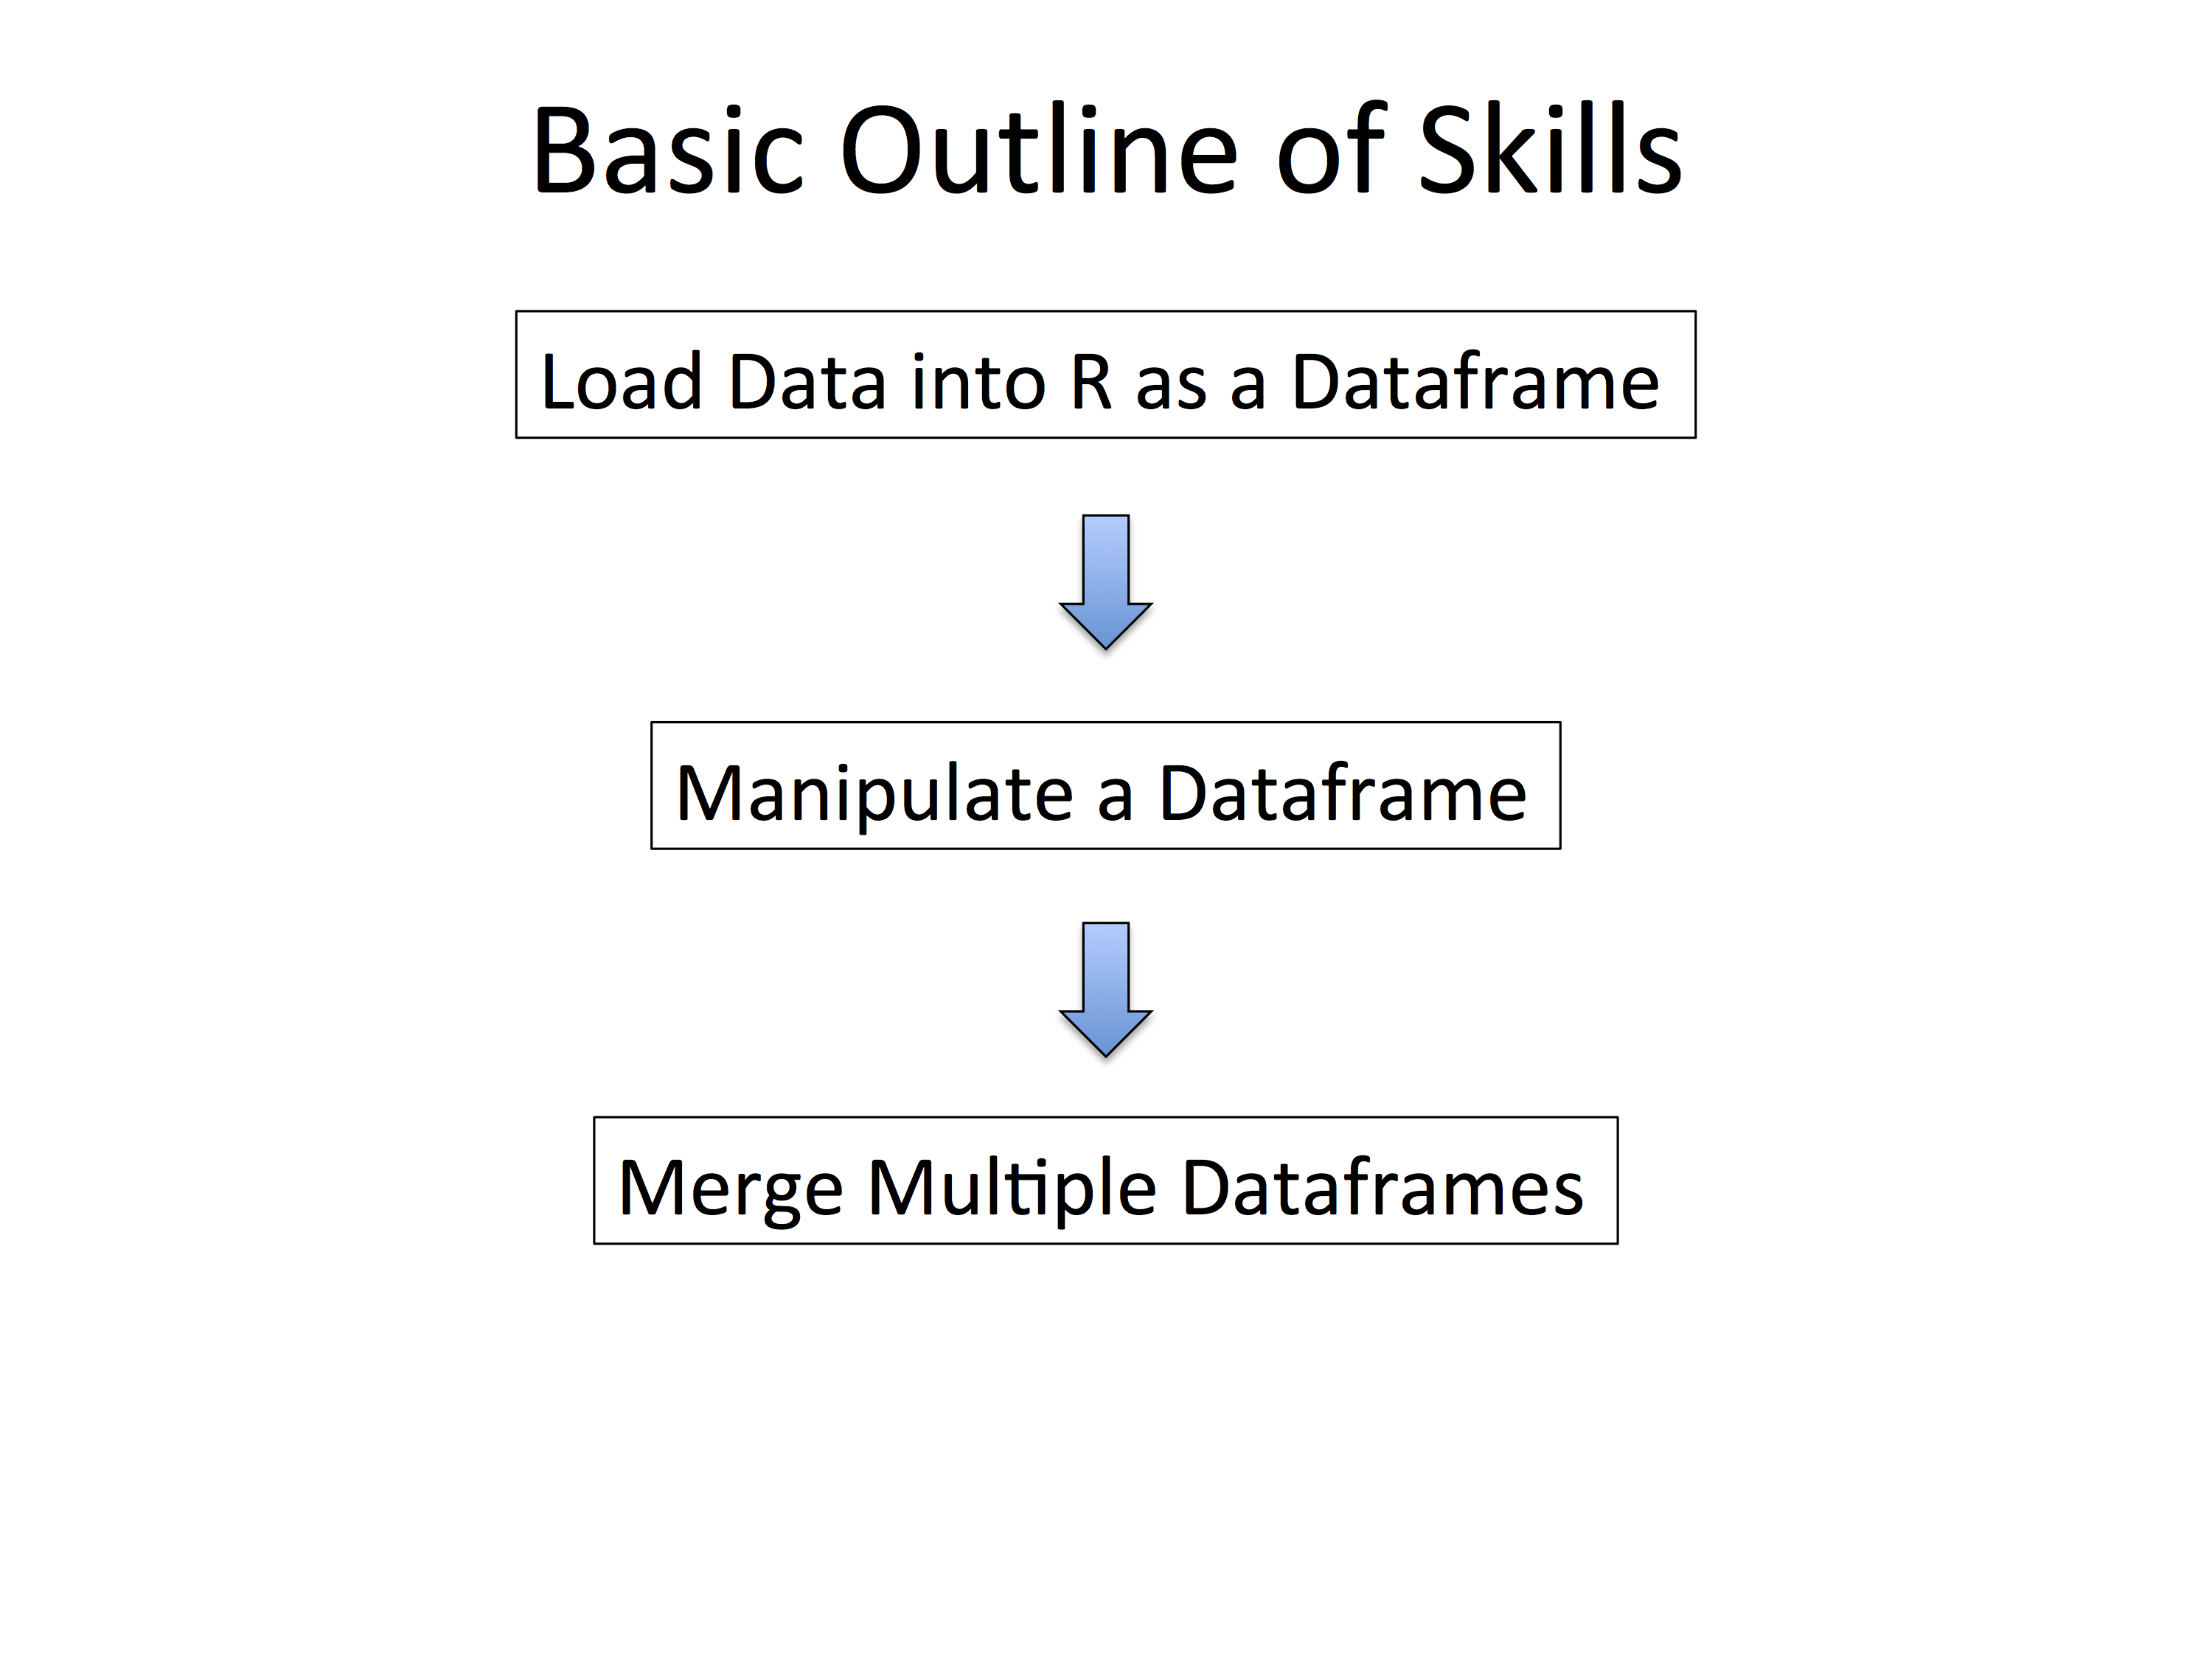 Basic Outline of Skills
Load Data into R as a Dataframe
Manipulate a Dataframe
Merge Multiple Dataframes